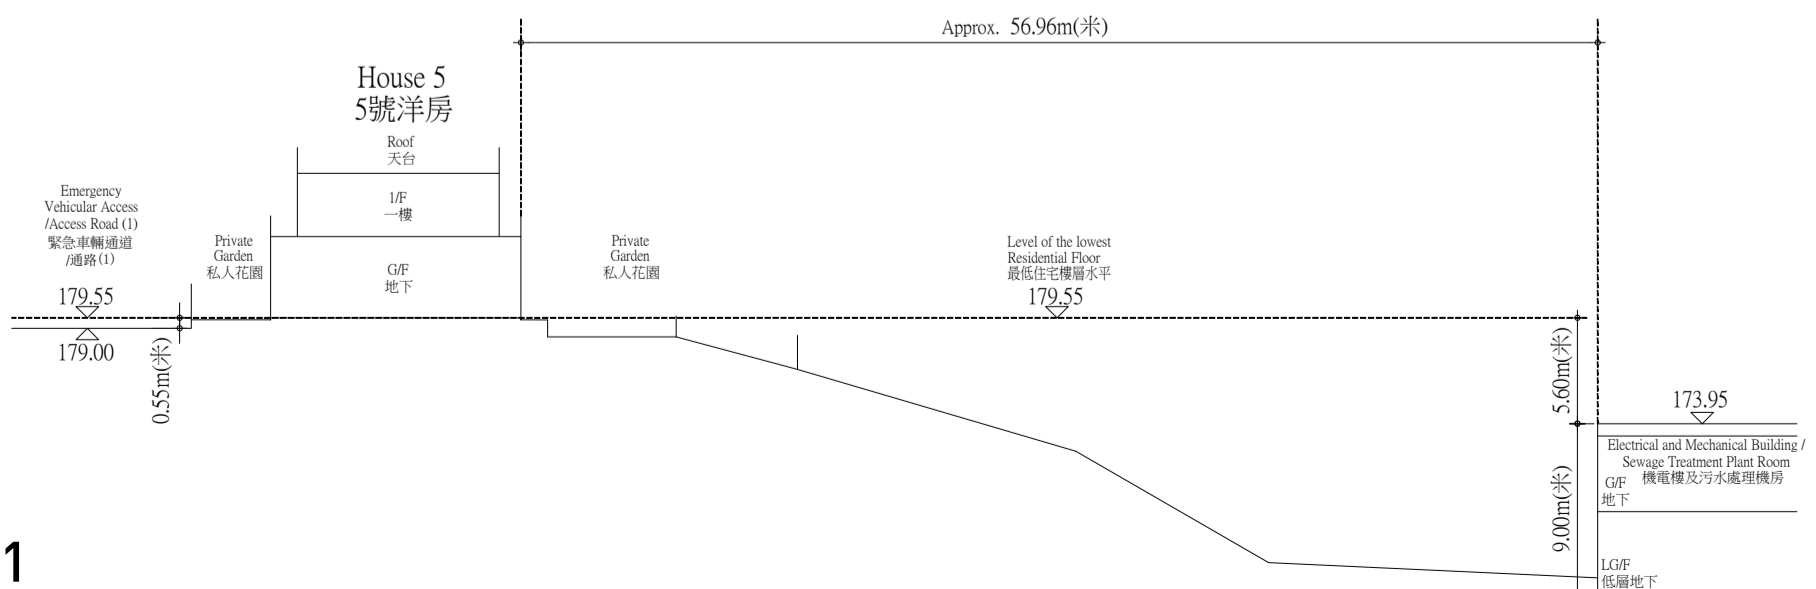 Approx. 56.96m(米)
House 5
5號洋房
Roof
天台
1/F
一樓
Emergency
Vehicular Access
/Access Road (1)
緊急車輛通道
/通路(1)
Private
Garden
私人花園
G/F
地下
Private
Garden
私人花園
Level of the lowest
Residential Floor
最低住宅樓層水平
179.55
179.55
179.00
0.55m(米)
5.60m(米)
173.95
Electrical and Mechanical Building /
Sewage Treatment Plant Room
機電樓及污水處理機房
G/F
地下
9.00m(米)
LG/F
低層地下
1